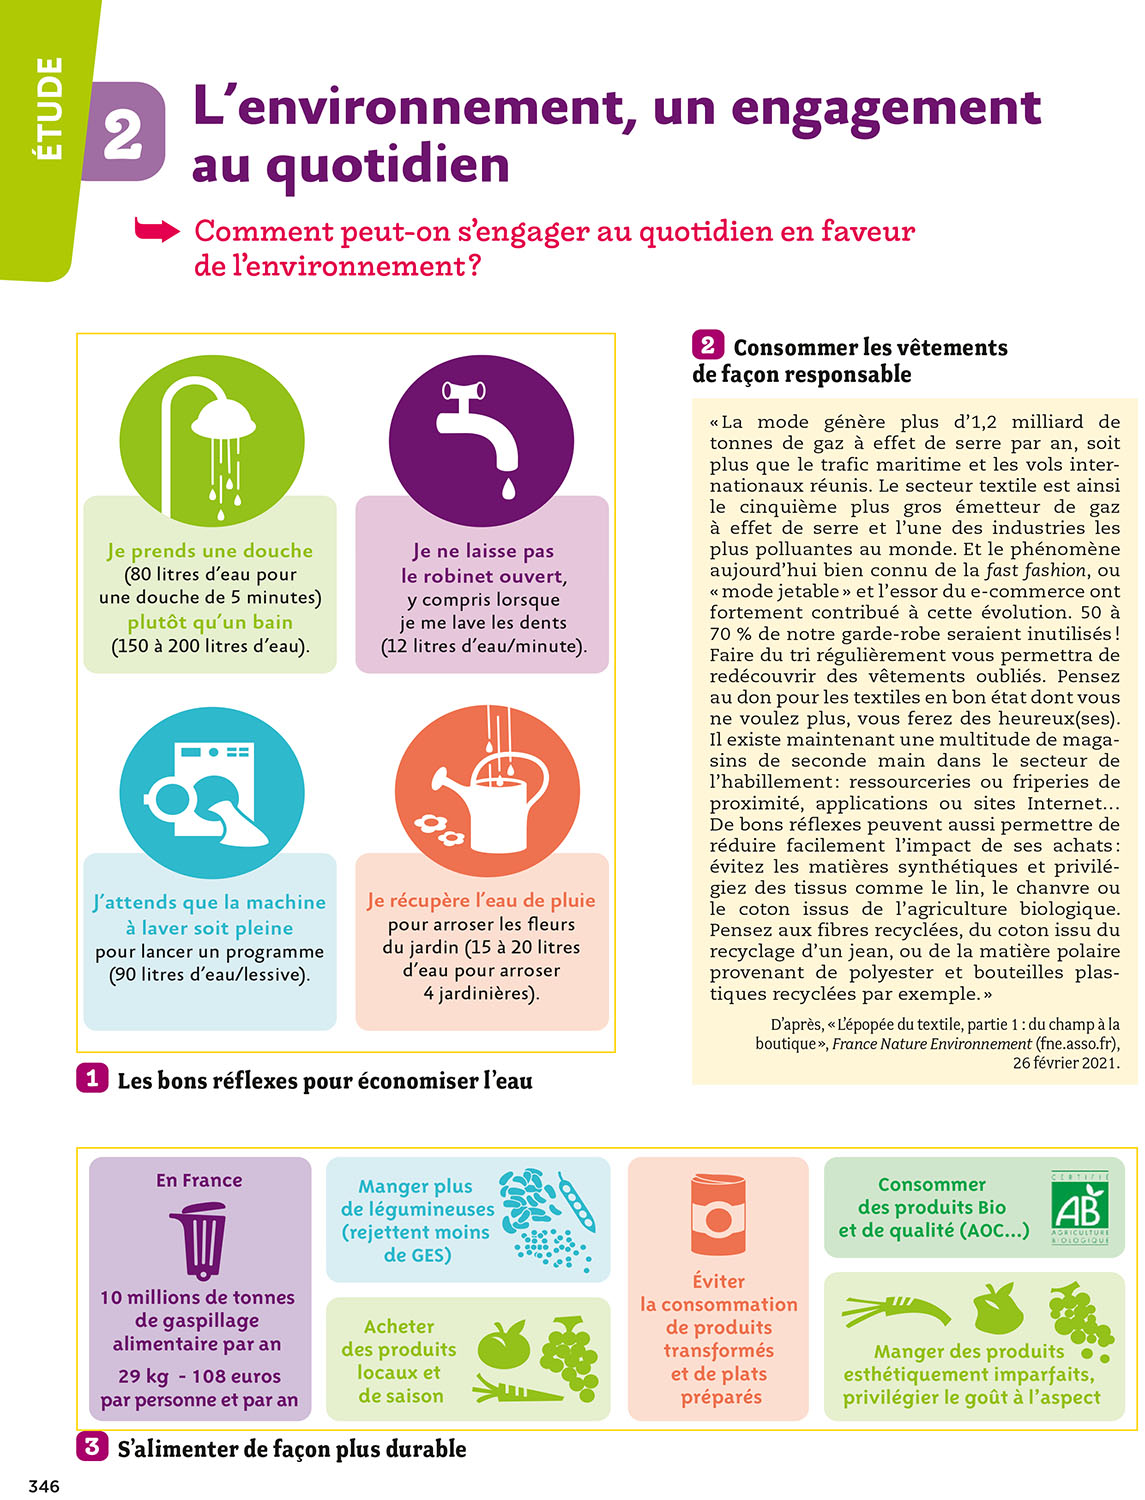 ÉTUDE
2
L’environnement, un engagement
au quotidien
Comment peut-on s’engager au quotidien en faveur
de l’environnement ?
Je prends une douche
(80 litres d’eau pour
une douche de 5 minutes)
plutôt qu’un bain
(150 à 200 litres d’eau).
Je ne laisse pas
le robinet ouvert,
y compris lorsque
je me lave les dents
(12 litres d’eau/minute).
J’attends que la machine
à laver soit pleine
pour lancer un programme
(90 litres d’eau/lessive).
Je récupère l’eau de pluie
pour arroser les fleurs
du jardin (15 à 20 litres
d’eau pour arroser
4 jardinières).
1 Les bons réflexes pour économiser l’eau
2 Consommer les vêtements
de façon responsable
« La mode génère plus d’1,2 milliard de
tonnes de gaz à effet de serre par an, soit
plus que le trafic maritime et les vols inter-
nationaux réunis. Le secteur textile est ainsi
le cinquième plus gros émetteur de gaz
à effet de serre et l’une des industries les
plus polluantes au monde. Et le phénomène
aujourd’hui bien connu de la fast fashion, ou
« mode jetable » et l’essor du e-commerce ont
fortement contribué à cette évolution. 50 à
70 % de notre garde-robe seraient inutilisés !
Faire du tri régulièrement vous permettra de
redécouvrir des vêtements oubliés. Pensez
au don pour les textiles en bon état dont vous
ne voulez plus, vous ferez des heureux(ses).
Il existe maintenant une multitude de maga-
sins de seconde main dans le secteur de
l’habillement : ressourceries ou friperies de
proximité, applications ou sites Internet…
De bons réflexes peuvent aussi permettre de
réduire facilement l’impact de ses achats :
évitez les matières synthétiques et privilé-
giez des tissus comme le lin, le chanvre ou
le coton issus de l’agriculture biologique.
Pensez aux fibres recyclées, du coton issu du
recyclage d’un jean, ou de la matière polaire
provenant de polyester et bouteilles plas-
tiques recyclées par exemple. »
D’après, « L’épopée du textile, partie 1 : du champ à la
boutique », France Nature Environnement (fne.asso.fr),
26 février 2021.
En France
10 millions de tonnes
de gaspillage
alimentaire par an
29 kg - 108 euros
par personne et par an
Manger plus
de légumineuses
(rejettent moins
de GES)
Acheter
des produits
locaux et
de saison
Éviter
la consommation
de produits
transformés
et de plats
préparés
Consommer
des produits Bio
et de qualité (AOC…)
CERTIFIÉ
AB
AGRICULTURE
BIOLOGIQUE
Manger des produits
esthétiquement imparfaits,
privilégier le goût à l’aspect
3 S’alimenter de façon plus durable
346